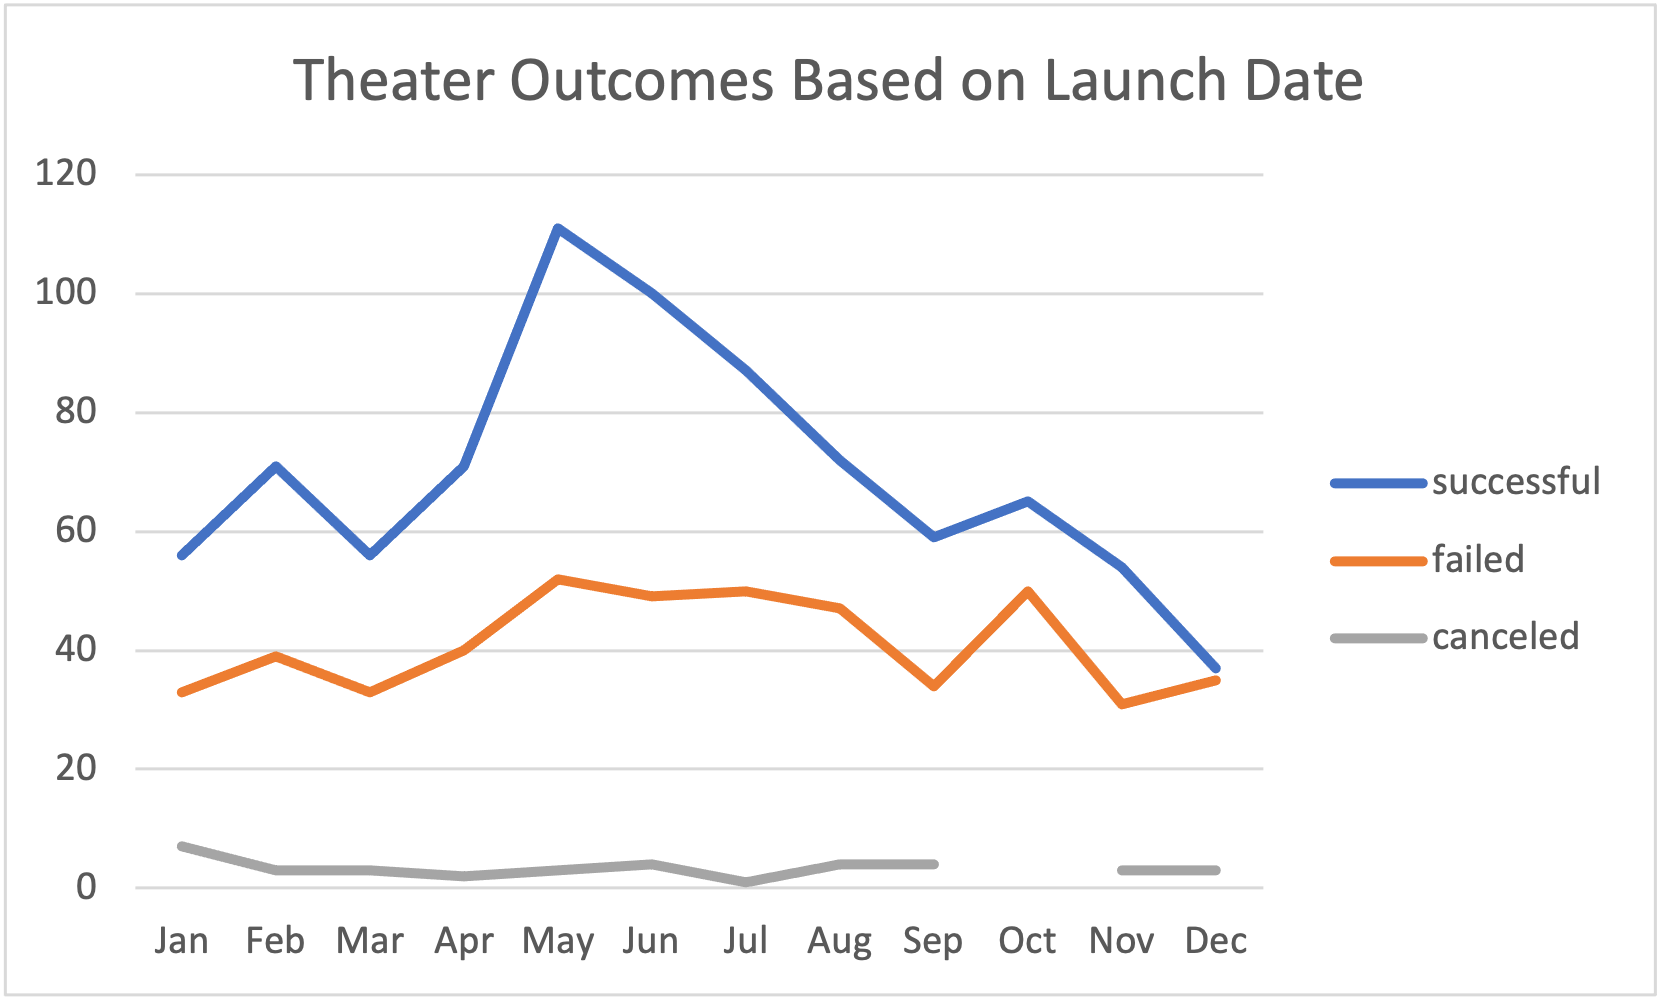 Theater Outcomes Based on Launch Date
120
100
80
60
40
20
0
Jan Feb Mar Apr May Jun Jul Aug Sep Oct Nov Dec
successful
failed
canceled